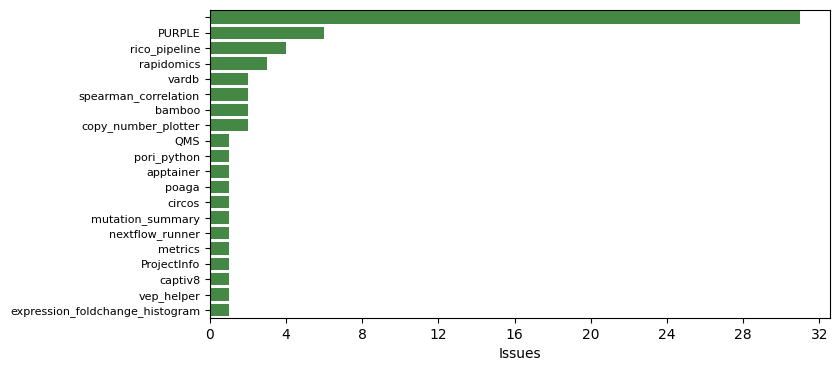 PURPLE
rico_pipeline
rapidomics
vardb
spearman_correlation
bamboo
copy_number_plotter
QMS
pori_python
apptainer
poaga
circos
mutation_summary
nextflow_runner
metrics
ProjectInfo
captiv8
vep_helper
expression_foldchange_histogram
0 4 8 12 16 20 24 28 32
Issues